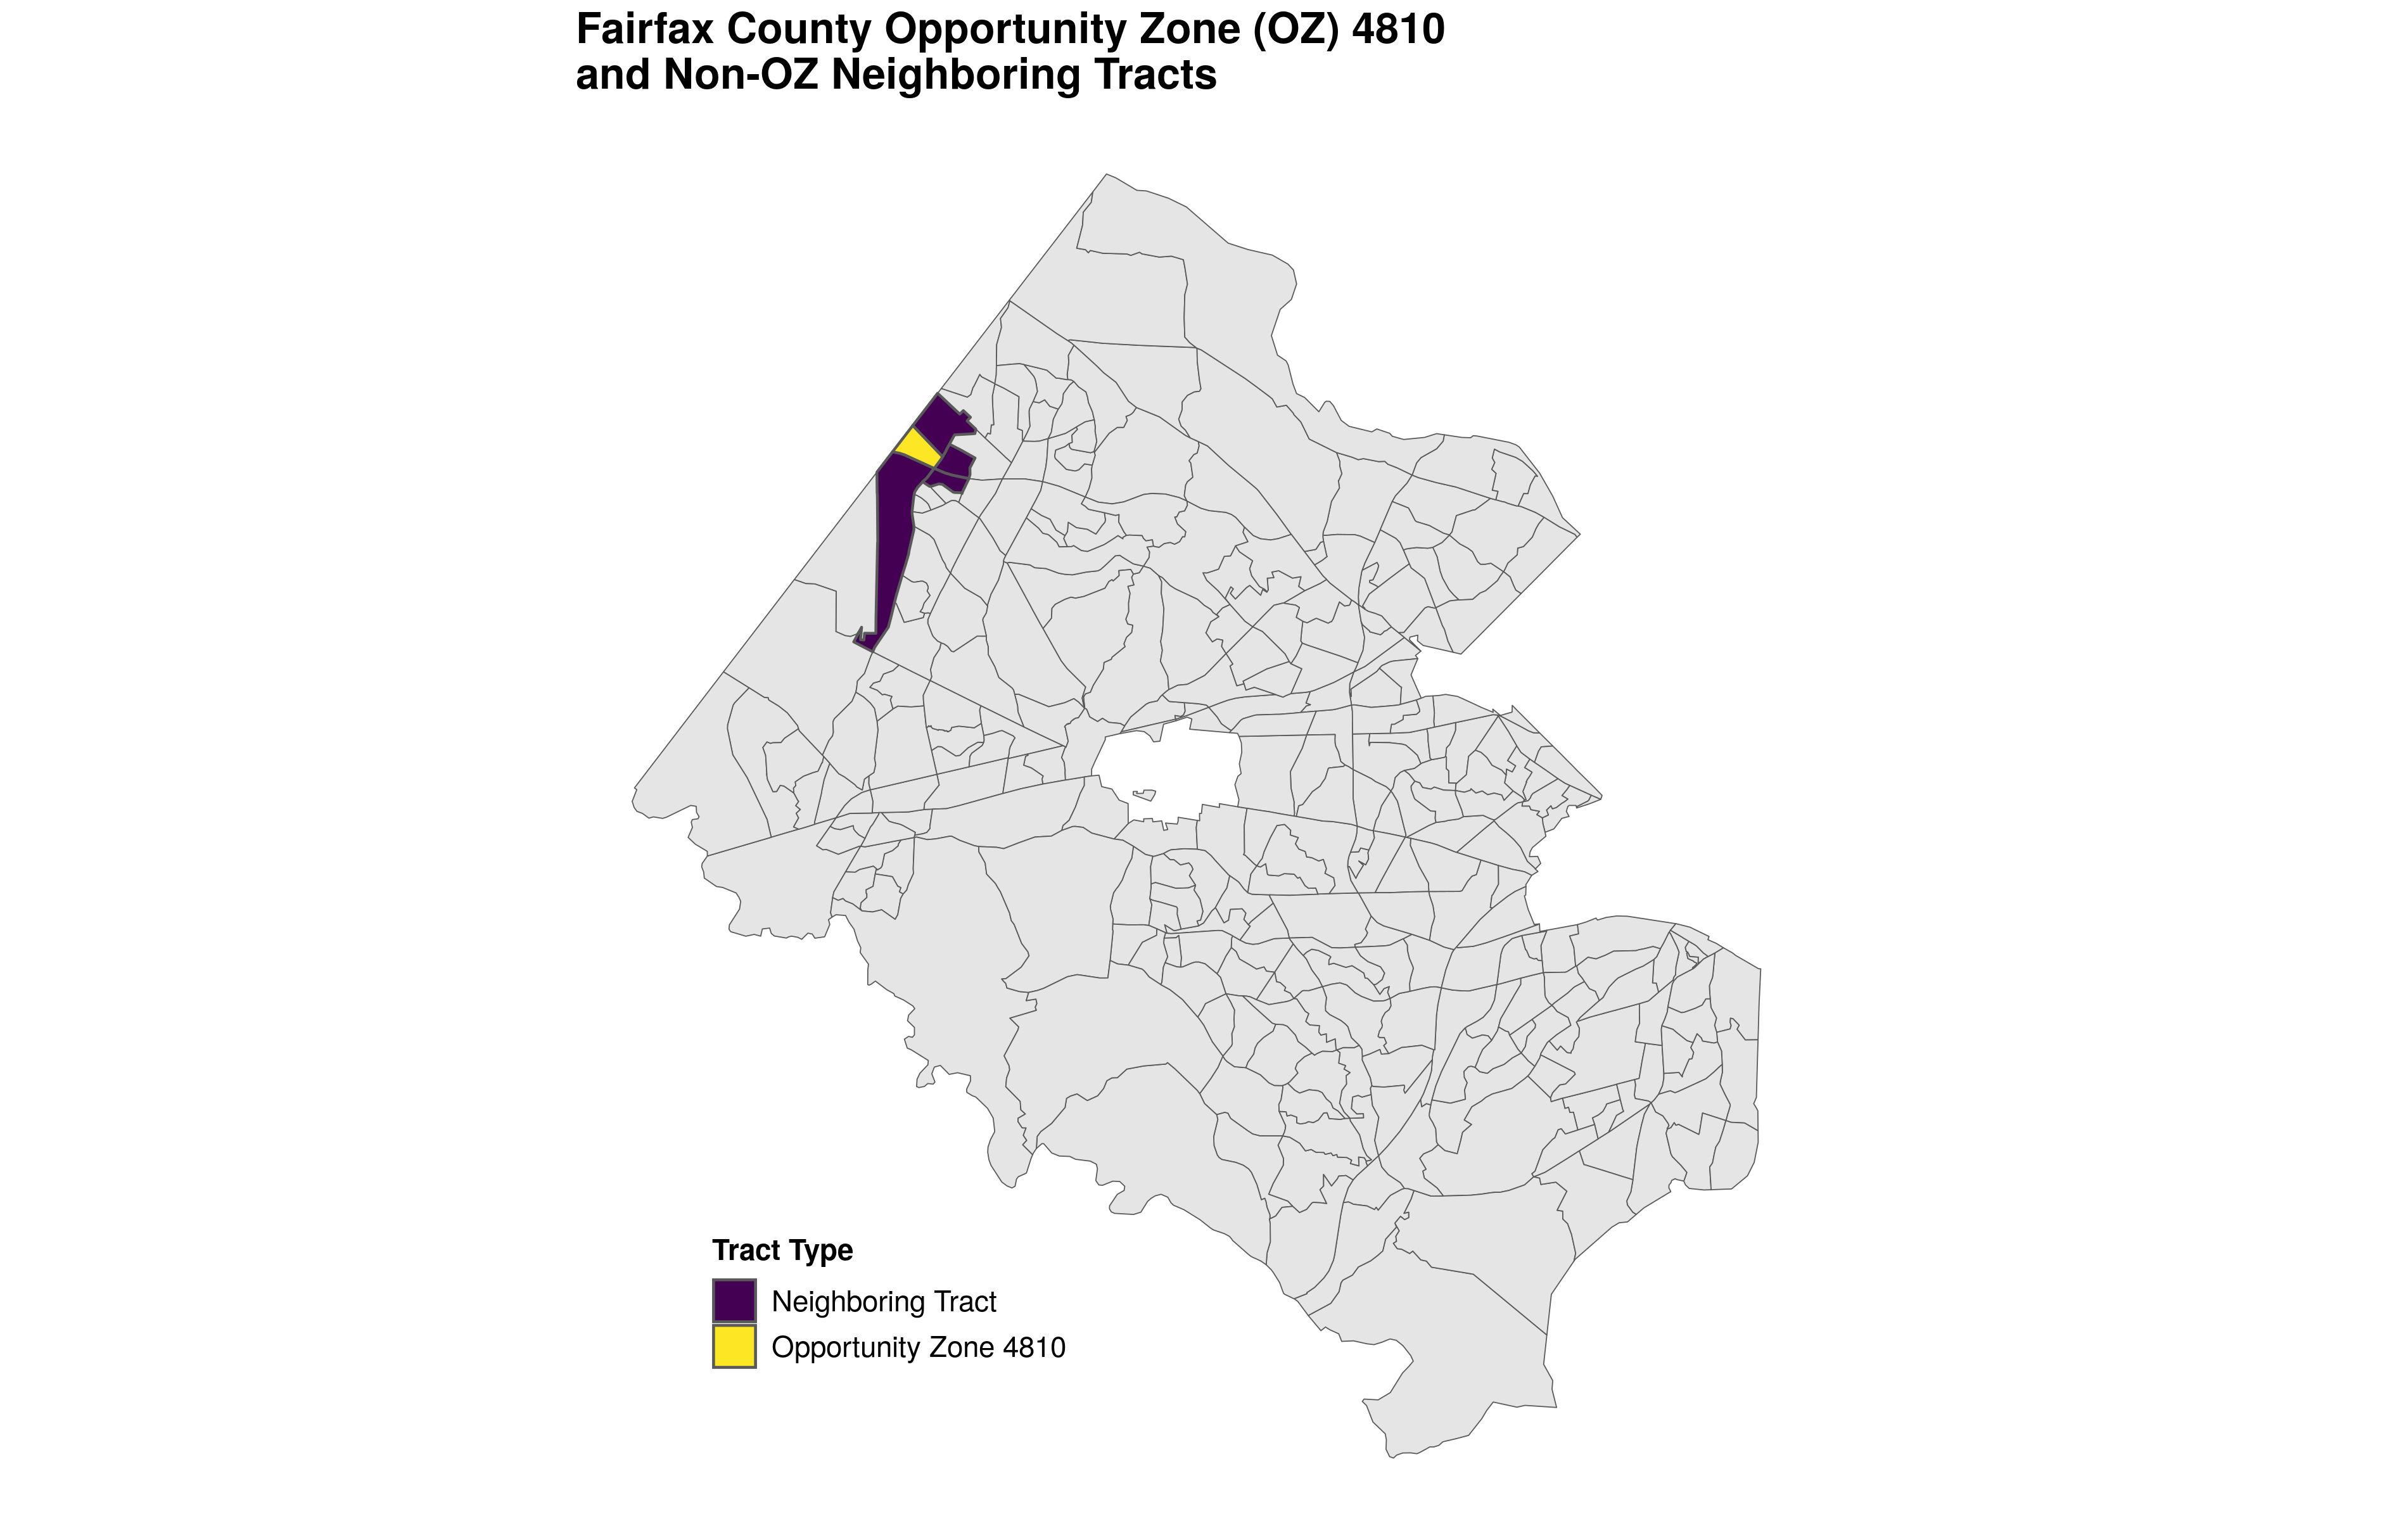 Fairfax County Opportunity Zone (OZ) 4810
and Non-OZ Neighboring Tracts
Tract Type
Neighboring Tract
Opportunity Zone 4810